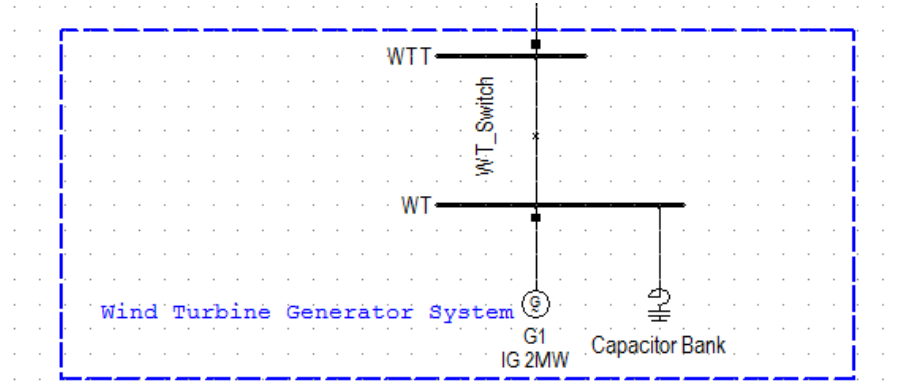 WTT
WT_Switch
WT
Wind Turbine Generator System
G
G1
IG 2MW
Capacitor Bank